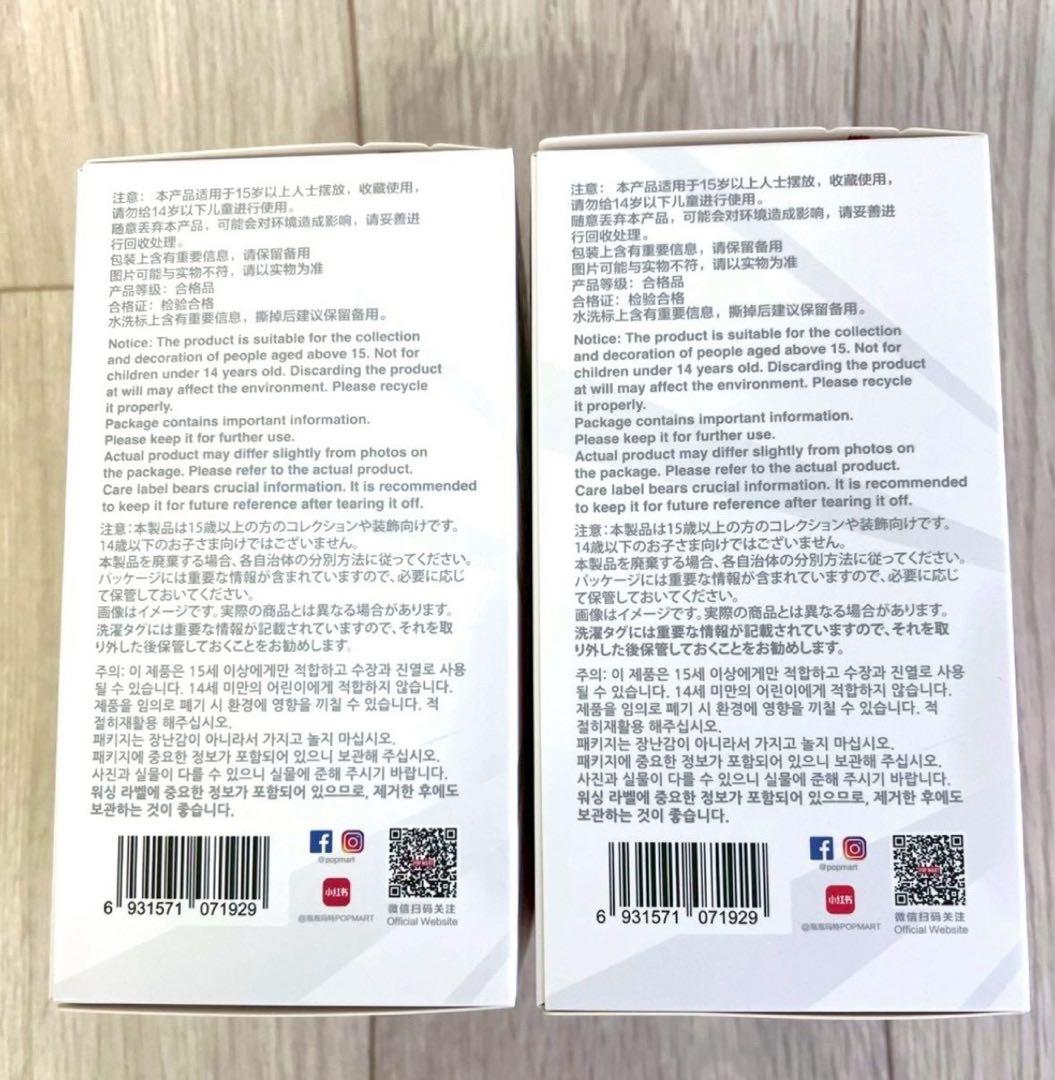 注意： 本产品适用于15岁以上人士摆放，收藏使用，
请勿给14岁以下儿童进行使用。
随意丢弃本产品，可能会对环境造成影响，请妥善进
行回收处理。
包装上含有重要信息，请保留备用
图片可能与实物不符，请以实物为准
产品等级：合格品
合格证：检验合格
水洗标上含有重要信息，撕掉后建议保留备用。
Notice: The product is suitable for the collection
and decoration of people aged above 15. Not for
children under 14 years old. Discarding the product
at will may affect the environment. Please recycle
it properly.
Package contains important information.
Please keep it for further use.
Actual product may differ slightly from photos on
the package. Please refer to the actual product.
Care label bears crucial information. It is recommended
to keep it for future reference after tearing it off.
注意：本製品は15歳以上の方のコレクションや装飾向けです。
14歳以下のお子さま向けではございません。
本製品を廃棄する場合、各自治体の分別方法に従ってください。
パッケージには重要な情報が含まれていますので、必要に応じ
て保管しておいてください。
画像はイメージです。実際の商品とは異なる場合があります。
洗濯タグには重要な情報が記載されていますので、それを取
り外した後保管しておくことをお勧めします。
주의: 이 제품은 15세 이상에게만 적합하고 수장과 진열로 사용
될 수 있습니다. 14세 미만의 어린이에게 적합하지 않습니다.
제품을 임의로 폐기 시 환경에 영향을 끼칠 수 있습니다. 적
절히재활용 해주십시오.
패키지는 장난감이 아니라서 가지고 놀지 마십시오.
패키지에 중요한 정보가 포함되어 있으니 보관해 주십시오.
사진과 실물이 다를 수 있으니 실물에 준해 주시기 바랍니다.
워싱 라벨에 중요한 정보가 포함되어 있으므로, 제거한 후에도
보관하는 것이 좋습니다.
@popmart
POP MART
小红书
6 931571 071929
@泡泡玛特POPMART
微信扫码关注
Official Website
注意： 本产品适用于15岁以上人士摆放，收藏使用，
请勿给14岁以下儿童进行使用。
随意丢弃本产品，可能会对环境造成影响，请妥善进
行回收处理。
包装上含有重要信息，请保留备用
图片可能与实物不符，请以实物为准
产品等级：合格品
合格证：检验合格
水洗标上含有重要信息，撕掉后建议保留备用。
Notice: The product is suitable for the collection
and decoration of people aged above 15. Not for
children under 14 years old. Discarding the product
at will may affect the environment. Please recycle
it properly.
Package contains important information.
Please keep it for further use.
Actual product may differ slightly from photos on
the package. Please refer to the actual product.
Care label bears crucial information. It is recommended
to keep it for future reference after tearing it off.
注意：本製品は15歳以上の方のコレクションや装飾向けです。
14歳以下のお子さま向けではございません。
本製品を廃棄する場合、各自治体の分別方法に従ってください。
パッケージには重要な情報が含まれていますので、必要に応じ
て保管しておいてください。
画像はイメージです。実際の商品とは異なる場合があります。
洗濯タグには重要な情報が記載されていますので、それを取
り外した後保管しておくことをお勧めします。
주의: 이 제품은 15세 이상에게만 적합하고 수장과 진열로 사용
될 수 있습니다. 14세 미만의 어린이에게 적합하지 않습니다.
제품을 임의로 폐기 시 환경에 영향을 끼칠 수 있습니다. 적
절히재활용 해주십시오.
패키지는 장난감이 아니라서 가지고 놀지 마십시오.
패키지에 중요한 정보가 포함되어 있으니 보관해 주십시오.
사진과 실물이 다를 수 있으니 실물에 준해 주시기 바랍니다.
워싱 라벨에 중요한 정보가 포함되어 있으므로, 제거한 후에도
보관하는 것이 좋습니다.
@popmart
POP MART
小红书
6 931571 071929
@泡泡玛特POPMART
微信扫码关注
Official Website